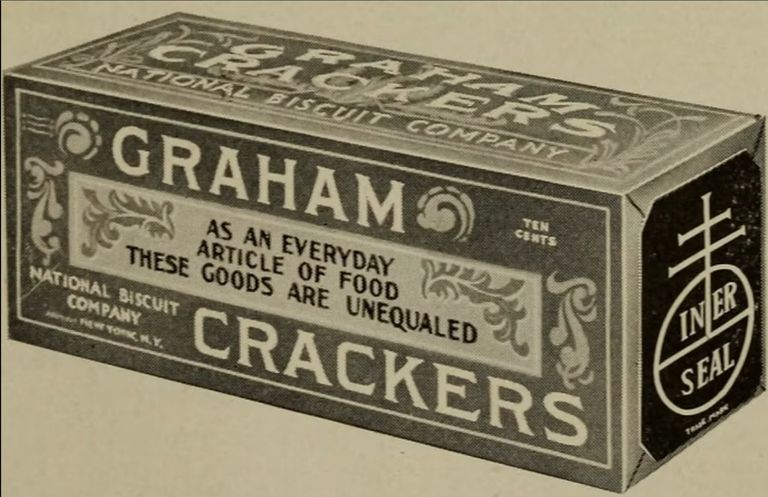 GRAHAM
CRACKERS
NATIONAL BISCUIT COMPANY
GRAHAM
TEN
CENTS
AS AN EVERYDAY
ARTICLE OF FOOD
THESE GOODS ARE UNEQUALED
NATIONAL BISCUIT
COMPANY
NEW YORK, N.Y.
CRACKERS
IN ER
SEAL
TRADE MARK